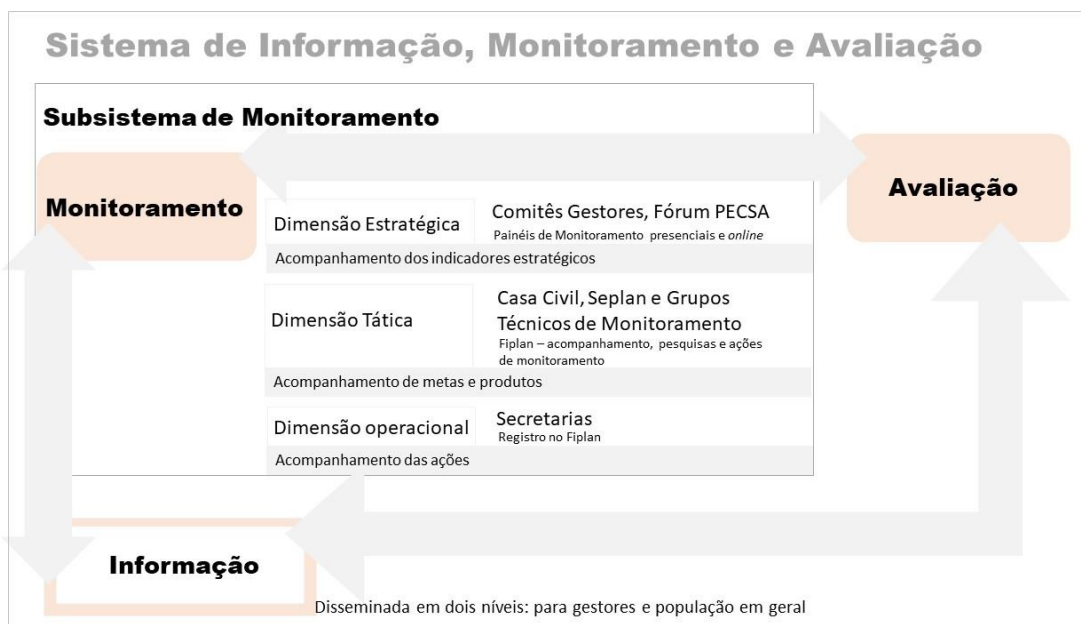 Sistema de Informação, Monitoramento e Avaliação
Subsistema de Monitoramento
Monitoramento
Avaliação
Dimensão Estratégica
Comitês Gestores, Fórum PECSA
Painéis de Monitoramento presenciais e online
Acompanhamento dos indicadores estratégicos
Dimensão Tática
Casa Civil, Seplan e Grupos
Técnicos de Monitoramento
Fiplan – acompanhamento, pesquisas e ações
de monitoramento
Acompanhamento de metas e produtos
Dimensão operacional
Secretarias
Registro no Fiplan
Acompanhamento das ações
Informação
Disseminada em dois níveis: para gestores e população em geral